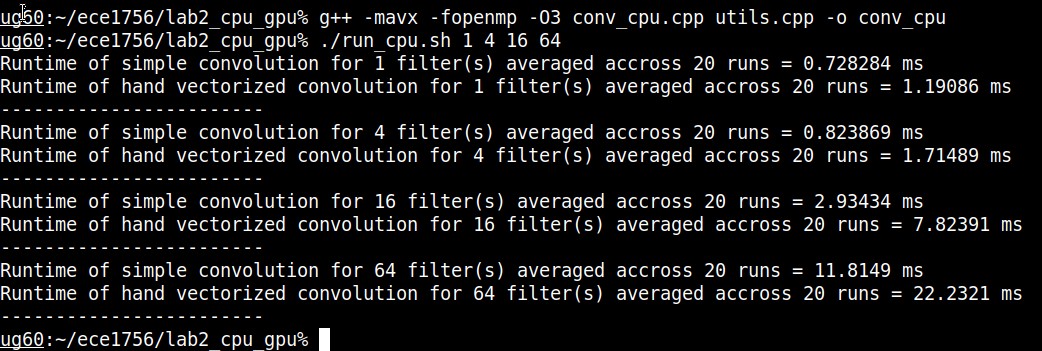 ug60:~/ece1756/lab2_cpu_gpu% g++ -mavx -fopenmp -O3 conv_cpu.cpp utils.cpp -o conv_cpu
ug60:~/ece1756/lab2_cpu_gpu% ./run_cpu.sh 1 4 16 64
Runtime of simple convolution for 1 filter(s) averaged accross 20 runs = 0.728284 ms
Runtime of hand vectorized convolution for 1 filter(s) averaged accross 20 runs = 1.19086 ms
------------------------
Runtime of simple convolution for 4 filter(s) averaged accross 20 runs = 0.823869 ms
Runtime of hand vectorized convolution for 4 filter(s) averaged accross 20 runs = 1.71489 ms
------------------------
Runtime of simple convolution for 16 filter(s) averaged accross 20 runs = 2.93434 ms
Runtime of hand vectorized convolution for 16 filter(s) averaged accross 20 runs = 7.82391 ms
------------------------
Runtime of simple convolution for 64 filter(s) averaged accross 20 runs = 11.8149 ms
Runtime of hand vectorized convolution for 64 filter(s) averaged accross 20 runs = 22.2321 ms
------------------------
ug60:~/ece1756/lab2_cpu_gpu%